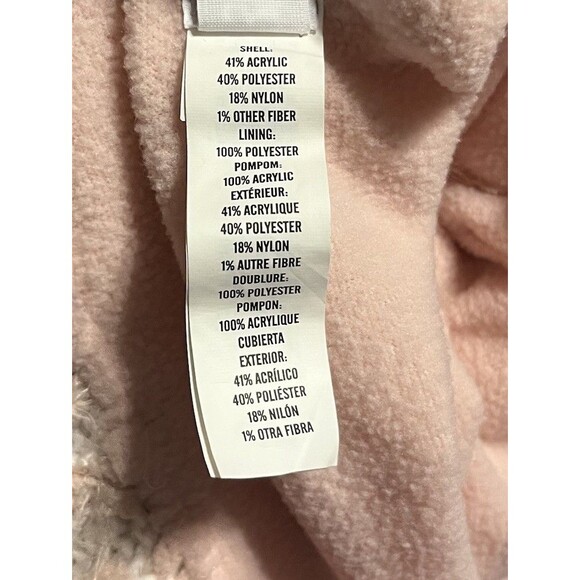 SHELL:
41% ACRYLIC
40% POLYESTER
18% NYLON
1% OTHER FIBER
LINING:
100% POLYESTER
POMPOM:
100% ACRYLIC
EXTÉRIEUR:
41% ACRYLIQUE
40% POLYESTER
18% NYLON
1% AUTRE FIBRE
DOUBLURE:
100% POLYESTER
POMPON:
100% ACRYLIQUE
CUBIERTA
EXTERIOR:
41% ACRÍLICO
40% POLIÉSTER
18% NILÓN
1% OTRA FIBRA